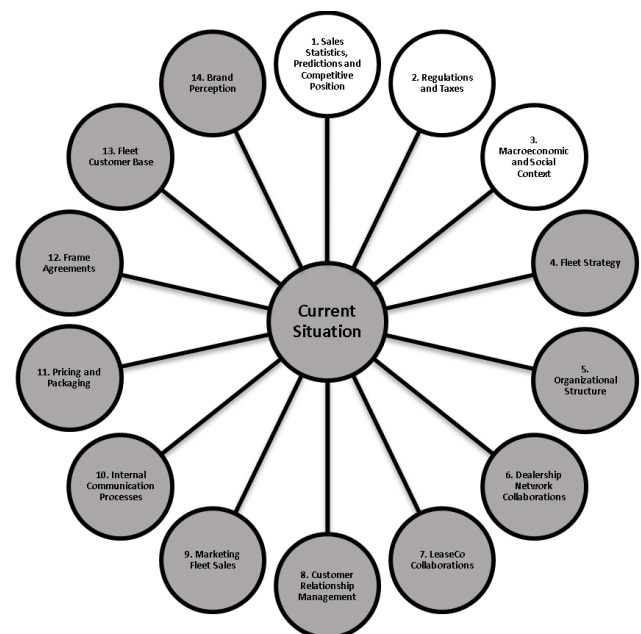 1. Sales
Statistics,
Predictions and
Competitive
Position
2. Regulations
and Taxes
3.
Macroeconomic
and Social
Context
4. Fleet Strategy
5.
Organizational
Structure
6. Dealership
Network
Collaborations
7. LeaseCo
Collaborations
8. Customer
Relationship
Management
9. Marketing
Fleet Sales
10. Internal
Communication
Processes
11. Pricing and
Packaging
12. Frame
Agreements
13. Fleet
Customer Base
14. Brand
Perception
Current
Situation